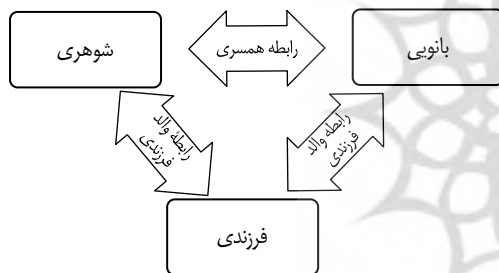 بانویی
رابطه همسری
شوهری
رابطه والد
فرزندی
رابطهٔ والد
فرزندی
فرزندی